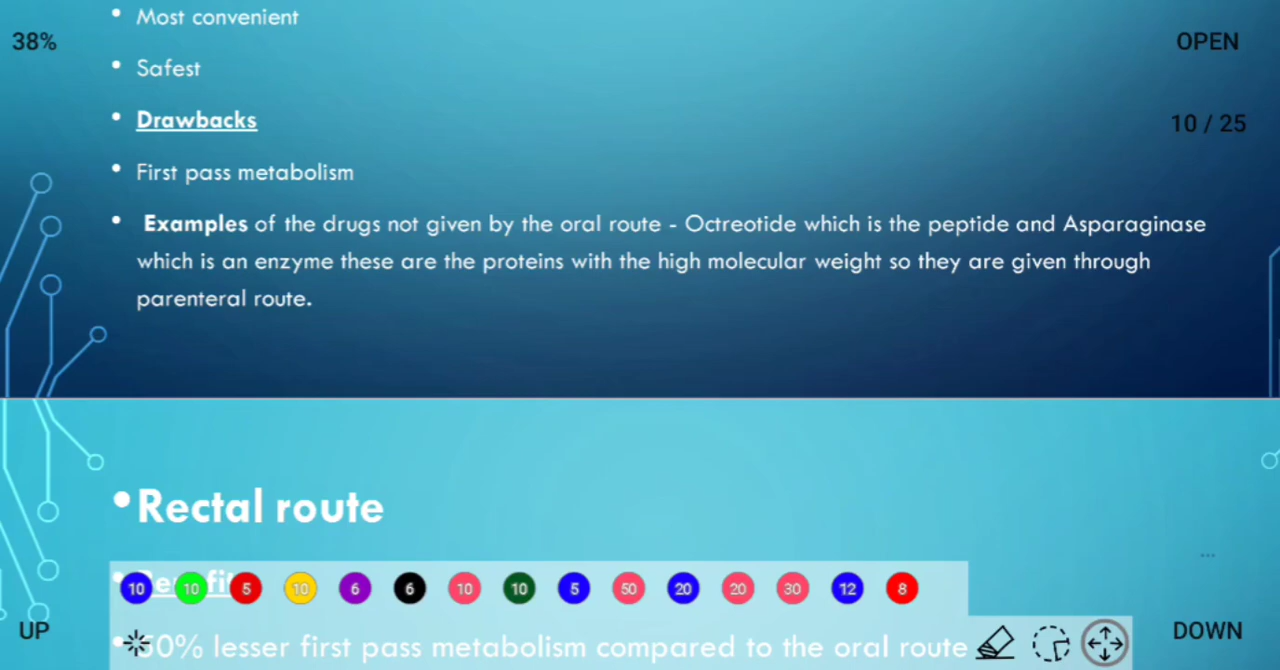 • Most convenient
38%
OPEN
• Safest
• Drawbacks
10 / 25
• First pass metabolism
• Examples of the drugs not given by the oral route - Octreotide which is the peptide and Asparaginase
which is an enzyme these are the proteins with the high molecular weight so they are given through
parenteral route.
• Rectal route
...
10 10 5 10 6 6 10 10 5 50 20 20 30 12 8
UP
DOWN
• 50% lesser first pass metabolism compared to the oral route